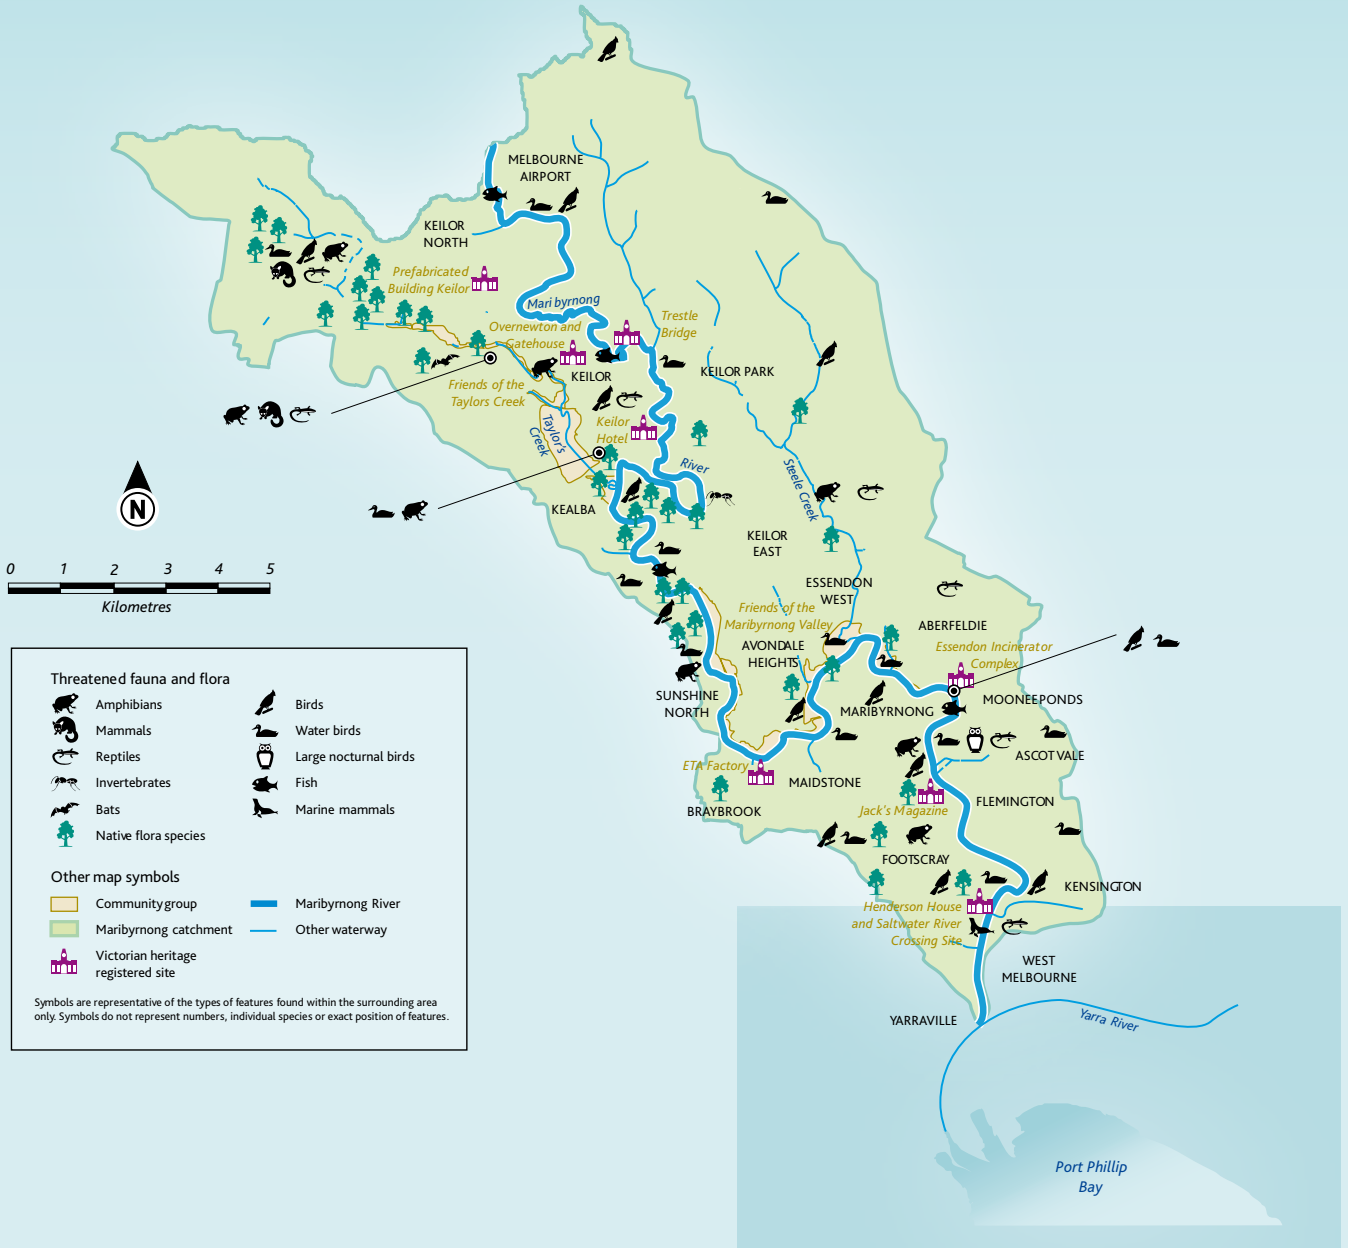 MELBOURNE
AIRPORT
KEILOR
NORTH
Prefabricated
Building Keilor
Maribyrnong
Trestle
Bridge
Overnewton and
Gatehouse
KEILOR
KEILOR PARK
Friends of the
Taylors Creek
Keilor
Hotel
Taylor's
Creek
River
Steele Creek
KEALBA
N
KEILOR
EAST
0 1 2 3 4 5
Kilometres
ESSENDON
WEST
Friends of the
Maribyrnong Valley
ABERFELDIE
AVONDALE
HEIGHTS
Essendon Incinerator
Complex
SUNSHINE
NORTH
MARIBYRNONG
MOONEE PONDS
ETA Factory
MAIDSTONE
ASCOT VALE
BRAYBROOK
Jack's Magazine
FLEMINGTON
FOOTSCRAY
KENSINGTON
Henderson House
and Saltwater River
Crossing Site
WEST
MELBOURNE
YARRAVILLE
Yarra River
Port Phillip
Bay
Threatened fauna and flora
Amphibians
Birds
Mammals
Water birds
Reptiles
Large nocturnal birds
Invertebrates
Fish
Bats
Marine mammals
Native flora species
Other map symbols
Community group
Maribyrnong River
Maribyrnong catchment
Other waterway
Victorian heritage
registered site
Symbols are representative of the types of features found within the surrounding area
only. Symbols do not represent numbers, individual species or exact position of features.